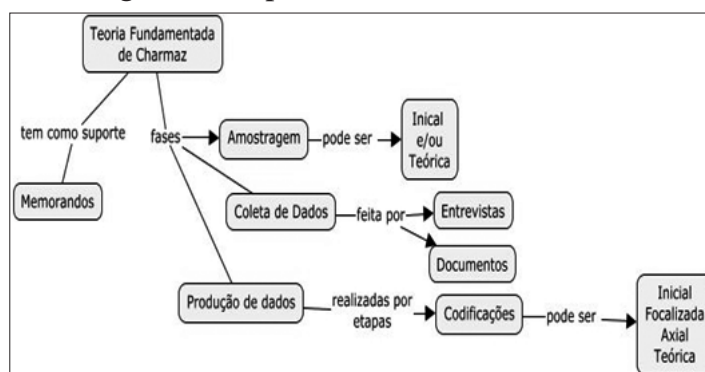 Teoria Fundamentada
de Charmaz
tem como suporte
fases
Amostragem
pode ser
Inical
e/ou
Teórica
Memorandos
Coleta de Dados
feita por
Entrevistas
Documentos
Produção de dados
realizadas por
etapas
Codificações
pode ser
Inicial
Focalizada
Axial
Teórica